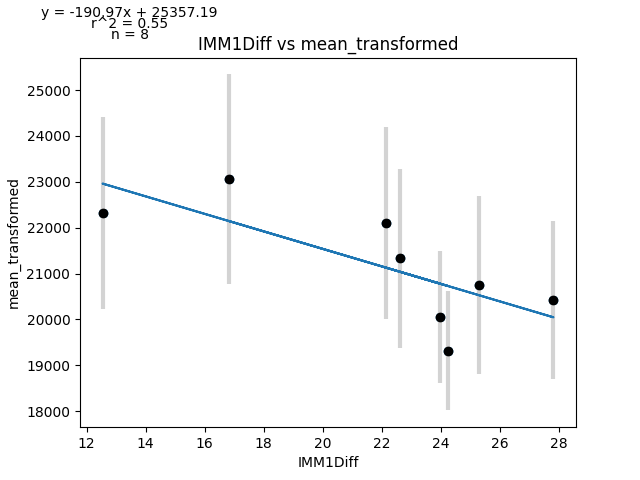 y = -190.97x + 25357.19
r^2 = 0.55
n = 8
IMM1Diff vs mean_transformed
25000
24000
23000
22000
21000
20000
19000
18000
mean_transformed
12 14 16 18 20 22 24 26 28
IMM1Diff